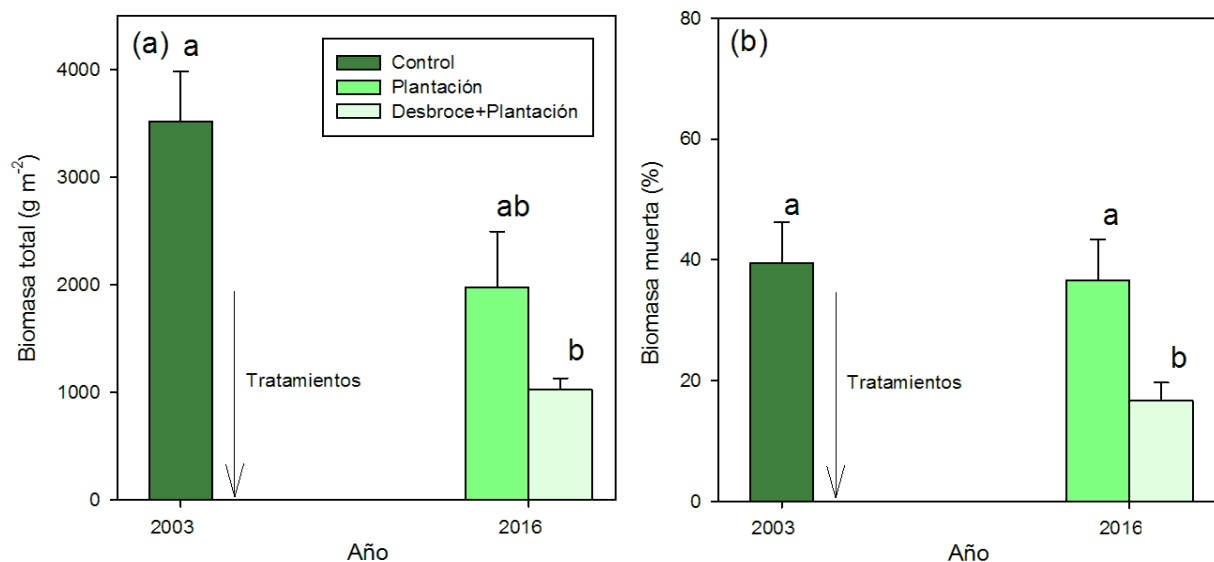 (a)
a
Control
Plantación
Desbroce+Plantación
4000
3000
2000
1000
0
Biomasa total (g m⁻²)
ab
b
Tratamientos
2003
2016
Año
(b)
80
60
40
20
0
Biomasa muerta (%)
a
a
b
Tratamientos
2003
2016
Año